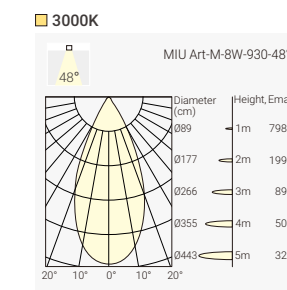 3000K
48°
MIU Art-M-8W-930-48°
Diameter
(cm)
Height, Ema
Ø89 1m 798
Ø177 2m 199
Ø266 3m 89
Ø355 4m 50
Ø443 5m 32
20° 10° 0° 10° 20°